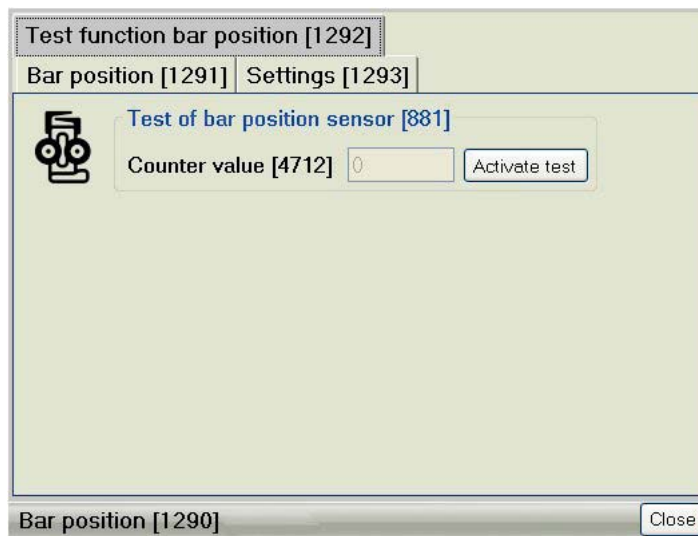 Test function bar position [1292]
Bar position [1291] Settings [1293]
Test of bar position sensor [881]
Counter value [4712] 0 Activate test
Bar position [1290] Close